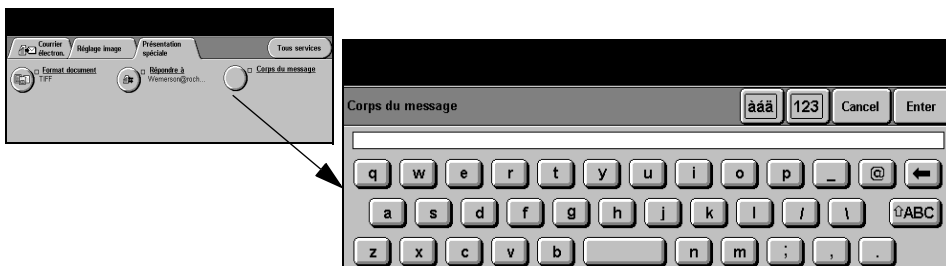 Courrier électron.
Réglage image
Présentation spéciale
Tous services
Format document
TIFF
Répondre à
Wemerson@roch...
Corps du message
Corps du message
àáä 123 Cancel Enter
q w e r t y u i o p _ @ ⬅
a s d f g h j k l / \ ⇧ABC
z x c v b n m ; , .